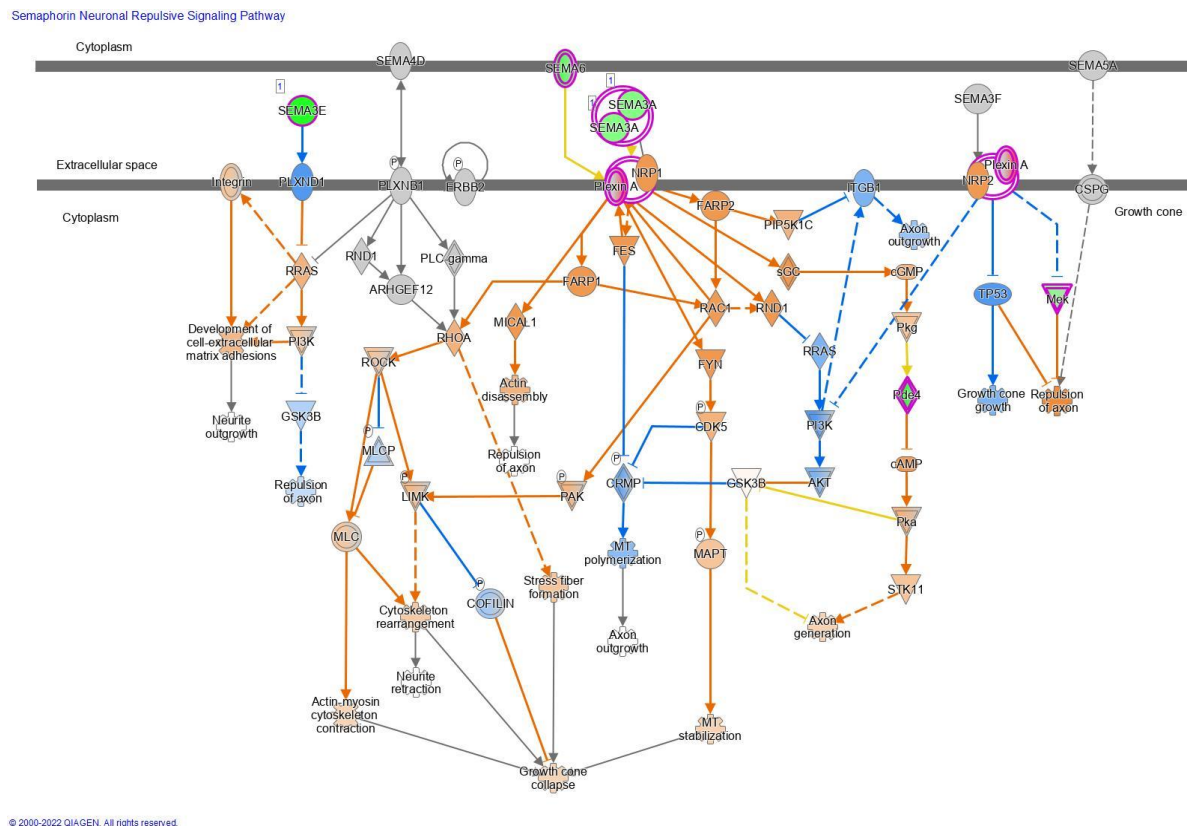 Semaphorin Neuronal Repulsive Signaling Pathway
Cytoplasm
SEMA4D
SEMA6
SEMA5A
1
1
1
SEMA3E
SEMA3A
SEMA3A
SEMA3F
Extracellular space
P
P
Integrin
PLXND1
PLXNB1
ERBB2
Plexin A
NRP1
ITGB1
NRP2
Plexin A
CSPG
Cytoplasm
Growth cone
FARP2
PIP5K1C
Axon
outgrowth
RND1
PLC-gamma
FES
RRAS
ARHGEF12
FARP1
sGC
cGMP
TP53
Mek
RAC1
RND1
MICAL1
Pkg
Development of
cell-extracellular
matrix adhesions
PI3K
RHOA
ROCK
FYN
RRAS
Actin
disassembly
Pde4
Growth cone
growth
Repulsion
of axon
GSK3B
Neurite
outgrowth
P
MLCP
P
CDK5
PI3K
Repulsion
of axon
cAMP
Repulsion
of axon
P
LIMK
P
PAK
P
CRMP
GSK3B
AKT
Pka
MLC
P
MAPT
MT
polymerization
STK11
P
COFILIN
Stress fiber
formation
Cytoskeleton
rearrangement
Axon
generation
Axon
outgrowth
Neurite
retraction
Actin-myosin
cytoskeleton
contraction
MT
stabilization
Growth cone
collapse
© 2000-2022 QIAGEN. All rights reserved.